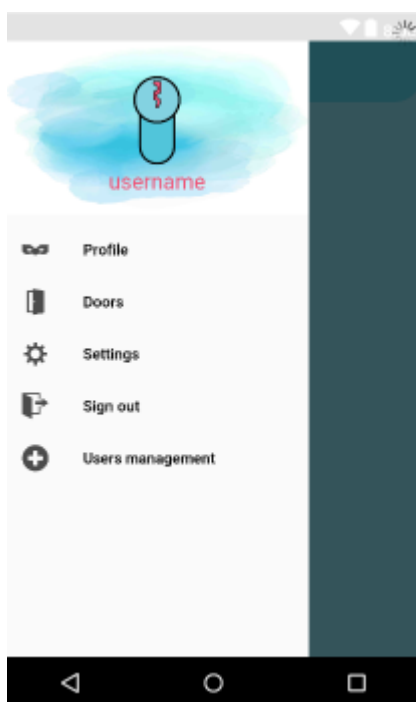 username
Profile
Doors
Settings
Sign out
Users management